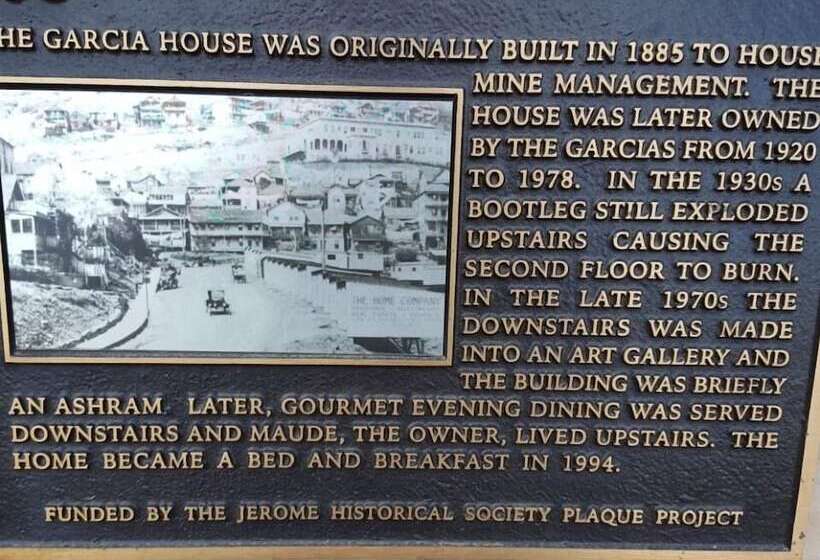 HE GARCIA HOUSE WAS ORIGINALLY BUILT IN 1885 TO HOUSE
MINE MANAGEMENT. THE
HOUSE WAS LATER OWNED
BY THE GARCIAS FROM 1920
TO 1978. IN THE 1930s A
BOOTLEG STILL EXPLODED
UPSTAIRS CAUSING THE
SECOND FLOOR TO BURN.
IN THE LATE 1970s THE
DOWNSTAIRS WAS MADE
INTO AN ART GALLERY AND
THE BUILDING WAS BRIEFLY
AN ASHRAM. LATER, GOURMET EVENING DINING WAS SERVED
DOWNSTAIRS AND MAUDE, THE OWNER, LIVED UPSTAIRS. THE
HOME BECAME A BED AND BREAKFAST IN 1994.
FUNDED BY THE JEROME HISTORICAL SOCIETY PLAQUE PROJECT
THE HOME COMPANY